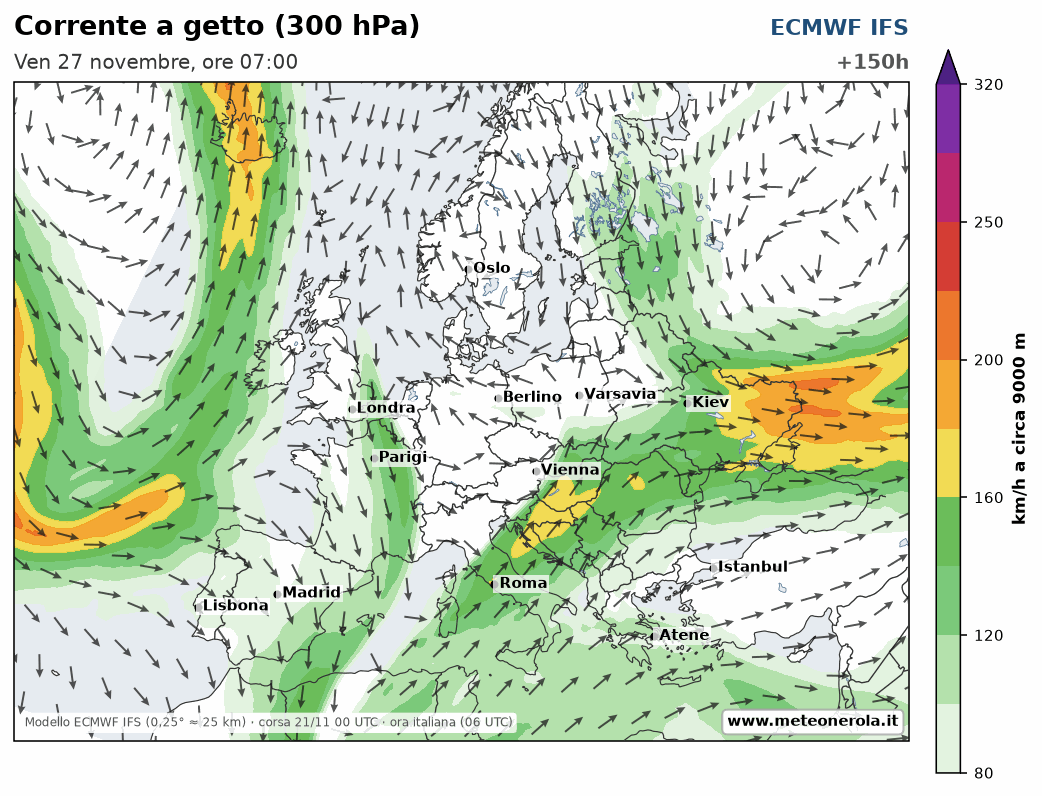 Corrente a getto (300 hPa)
ECMWF IFS
Ven 27 novembre, ore 07:00
+150h
320
250
200
160
120
80
km/h a circa 9000 m
Oslo
Berlino
Varsavia
Kiev
Londra
Parigi
Vienna
Istanbul
Roma
Madrid
Lisbona
Atene
Modello ECMWF IFS (0,25° ≈ 25 km) · corsa 21/11 00 UTC · ora italiana (06 UTC)
www.meteonerola.it